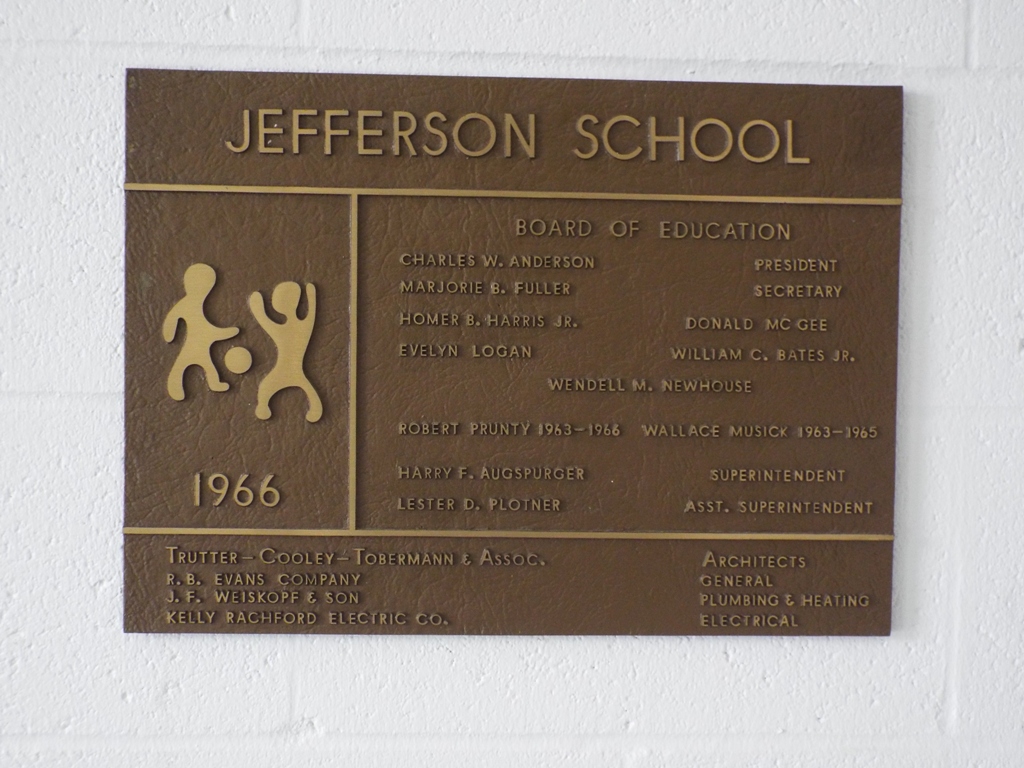 JEFFERSON SCHOOL
BOARD OF EDUCATION
CHARLES W. ANDERSON PRESIDENT
MARJORIE B. FULLER SECRETARY
HOMER B. HARRIS JR. DONALD MC GEE
EVELYN LOGAN WILLIAM C. BATES JR.
WENDELL M. NEWHOUSE
ROBERT PRUNTY 1963-1966 WALLACE MUSICK 1963-1965
HARRY F. AUGSPURGER SUPERINTENDENT
LESTER D. PLOTNER ASST. SUPERINTENDENT
1966
TRUTTER-COOLEY-TOBERMANN & ASSOC. ARCHITECTS
R. B. EVANS COMPANY GENERAL
J. F. WEISKOPF & SON PLUMBING & HEATING
KELLY RACHFORD ELECTRIC CO. ELECTRICAL